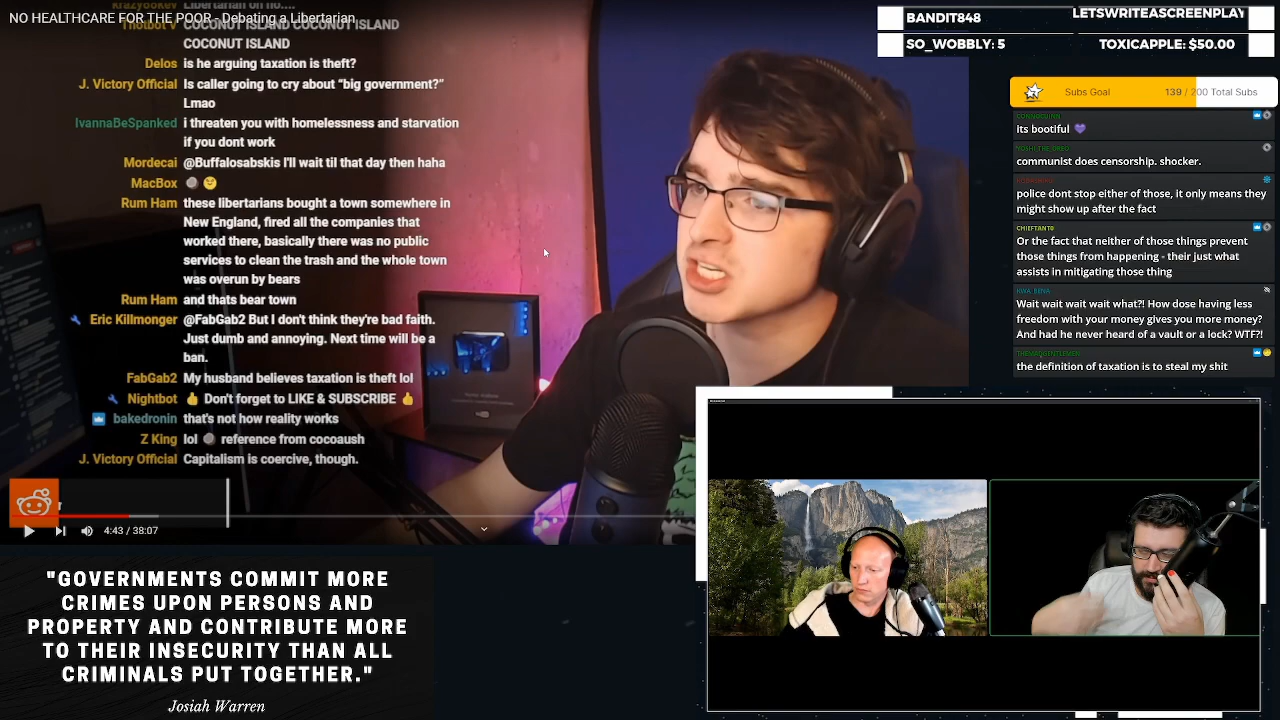 NO HEALTHCARE FOR THE POOR - Debating a Libertarian
Thotbot V COCONUT ISLAND COCONUT ISLAND
COCONUT ISLAND
Delos is he arguing taxation is theft?
J. Victory Official Is caller going to cry about “big government?”
Lmao
IvannaBeSpanked i threaten you with homelessness and starvation
if you dont work
Mordecai @Buffalosabskis I'll wait til that day then haha
MacBox
Rum Ham these libertarians bought a town somewhere in
New England, fired all the companies that
worked there, basically there was no public
services to clean the trash and the whole town
was overun by bears
Rum Ham and thats bear town
Eric Killmonger @FabGab2 But I don't think they're bad faith.
Just dumb and annoying. Next time will be a
ban.
FabGab2 My husband believes taxation is theft lol
Nightbot 👍 Don't forget to LIKE & SUBSCRIBE 👍
bakedronin that's not how reality works
Z King lol reference from cocoaush
J. Victory Official Capitalism is coercive, though.
4:43 / 38:07
"GOVERNMENTS COMMIT MORE
CRIMES UPON PERSONS AND
PROPERTY AND CONTRIBUTE MORE
TO THEIR INSECURITY THAN ALL
CRIMINALS PUT TOGETHER."
Josiah Warren
BANDIT848
LETSWRITEASCREENPLAY
SO_WOBBLY: 5
TOXICAPPLE: $50.00
Subs Goal 139 / 200 Total Subs
its bootiful 💜
communist does censorship. shocker.
police dont stop either of those, it only means they
might show up after the fact
CHIEFTANT0
Or the fact that neither of those things prevent
those things from happening - their just what
assists in mitigating those thing
Wait wait wait wait what?! How dose having less
freedom with your money gives you more money?
And had he never heard of a vault or a lock? WTF?!
the definition of taxation is to steal my shit